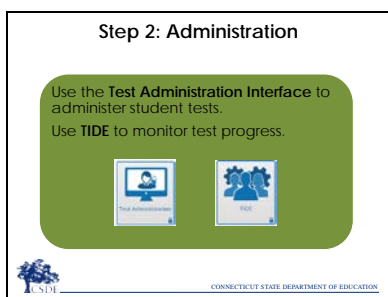 Step 2: Administration
Use the Test Administration Interface to
administer student tests.
Use TIDE to monitor test progress.
Test Administration
TIDE
CSDE
CONNECTICUT STATE DEPARTMENT OF EDUCATION